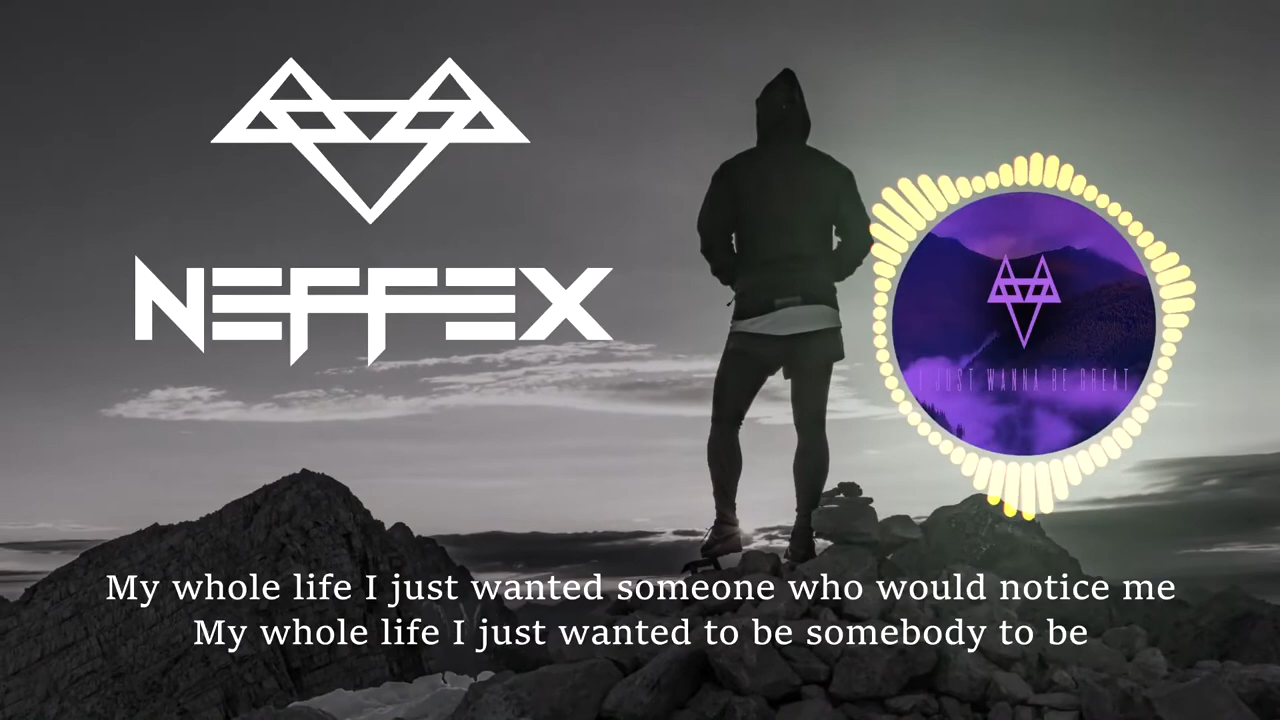 NEFFEX
I JUST WANNA BE GREAT
My whole life I just wanted someone who would notice me
My whole life I just wanted to be somebody to be